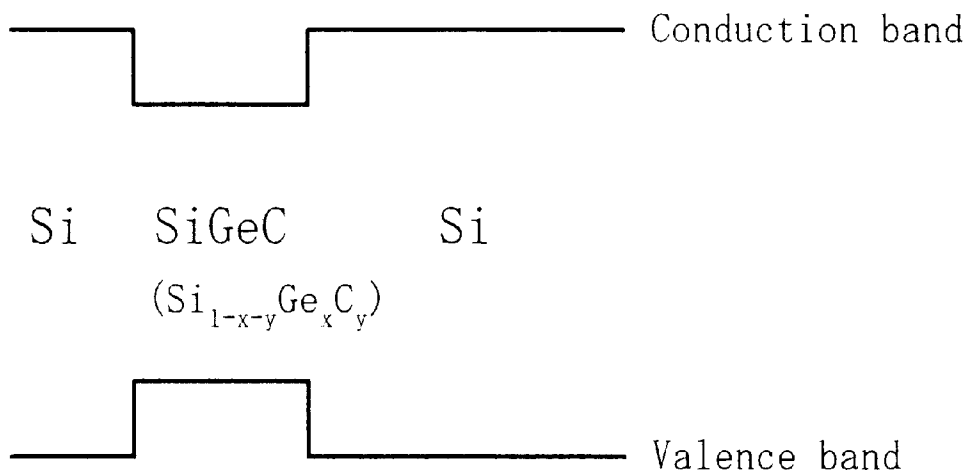 Conduction band
Si SiGeC Si
(Si₁₋ₓ₋yGeₓCy)
Valence band